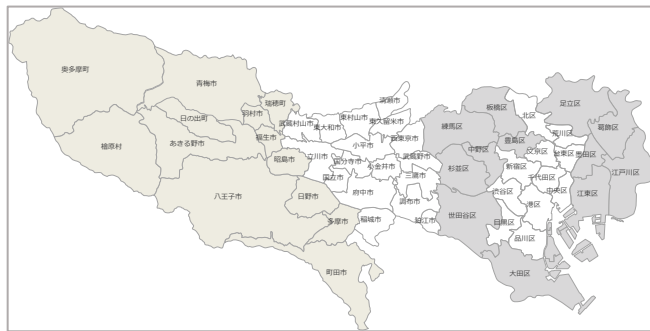 奥多摩町
青梅市
瑞穂町
日の出町
羽村市
武蔵村山市
東大和市
東村山市
清瀬市
東久留米市
福生市
小平市
西東京市
檜原村
あきる野市
昭島市
立川市
国分寺市
小金井市
武蔵野市
三鷹市
国立市
八王子市
日野市
府中市
調布市
狛江市
多摩市
稲城市
町田市
板橋区
北区
足立区
練馬区
豊島区
荒川区
葛飾区
中野区
文京区
台東区
墨田区
江戸川区
杉並区
新宿区
千代田区
渋谷区
中央区
江東区
港区
世田谷区
目黒区
品川区
大田区